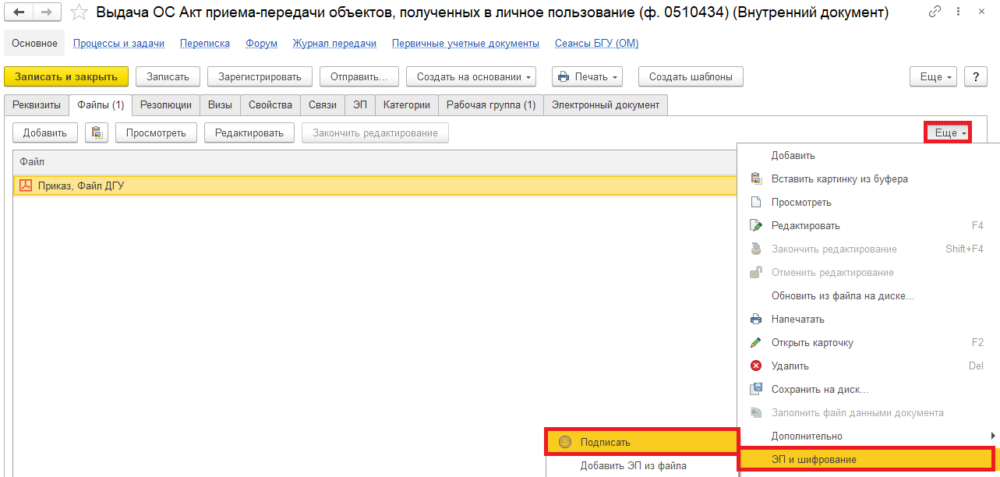 Выдача ОС Акт приема-передачи объектов, полученных в личное пользование (ф. 0510434) (Внутренний документ)
Основное Процессы и задачи Переписка Форум Журнал передачи Первичные учетные документы Сеансы БГУ (ОМ)
Записать и закрыть Записать Зарегистрировать Отправить... Создать на основании Печать Создать шаблоны Еще ?
Реквизиты Файлы (1) Резолюции Визы Свойства Связи ЭП Категории Рабочая группа (1) Электронный документ
Добавить Просмотреть Редактировать Закончить редактирование Еще
Файл
Приказ, Файл ДГУ
Добавить
Вставить картинку из буфера
Просмотреть
Редактировать F4
Закончить редактирование Shift+F4
Отменить редактирование
Обновить из файла на диске...
Напечатать
Открыть карточку F2
Удалить Del
Сохранить на диск...
Заполнить файл данными документа
Дополнительно
ЭП и шифрование
Подписать
Добавить ЭП из файла